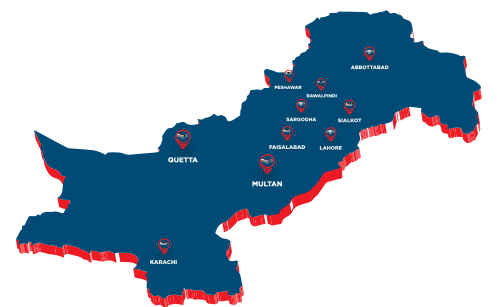 ABBOTTABAD
PESHAWAR
RAWALPINDI
SARGODHA
SIALKOT
FAISALABAD
LAHORE
QUETTA
MULTAN
KARACHI